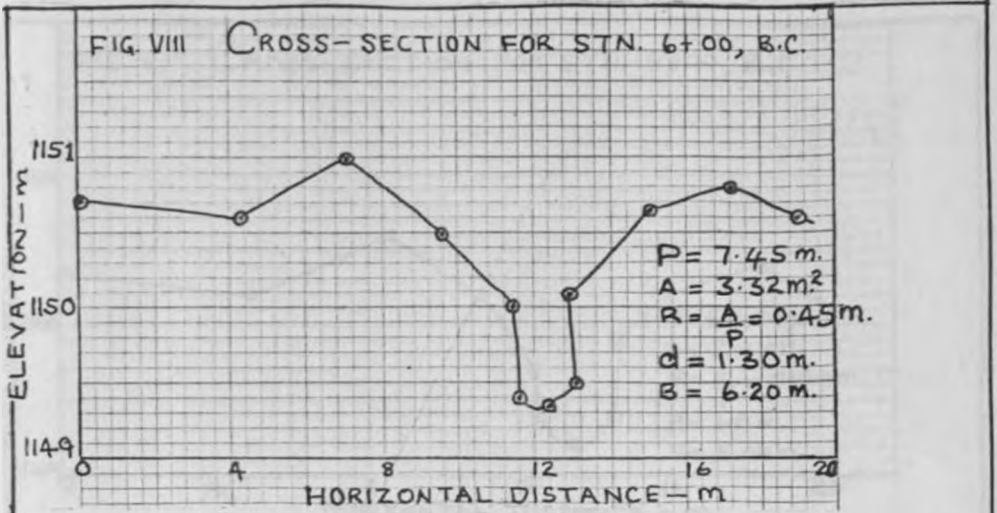 FIG. VIII CROSS-SECTION FOR STN. 6+00, B.C.
1151
1150
1149
ELEVATION-m
P = 7.45 m.
A = 3.32 m²
R = A/P = 0.45 m.
d = 1.30 m.
B = 6.20 m.
0 4 8 12 16 20
HORIZONTAL DISTANCE-m